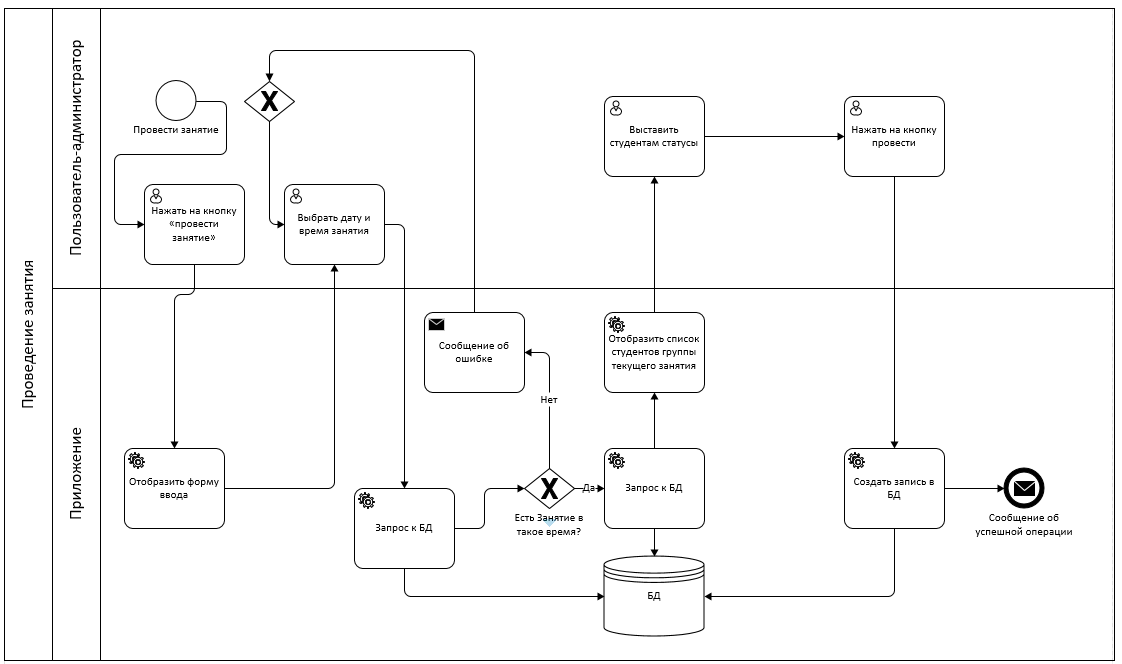 Проведение занятия
Пользователь-администратор
Провести занятие
X
Нажать на кнопку
«провести
занятие»
Выбрать дату и
время занятия
Выставить
студентам статусы
Нажать на кнопку
провести
Приложение
Отобразить форму
ввода
Запрос к БД
Сообщение об
ошибке
Нет
X
Есть Занятие в
такое время?
Да
Отобразить список
студентов группы
текущего занятия
Запрос к БД
БД
Создать запись в
БД
Сообщение об
успешной операции